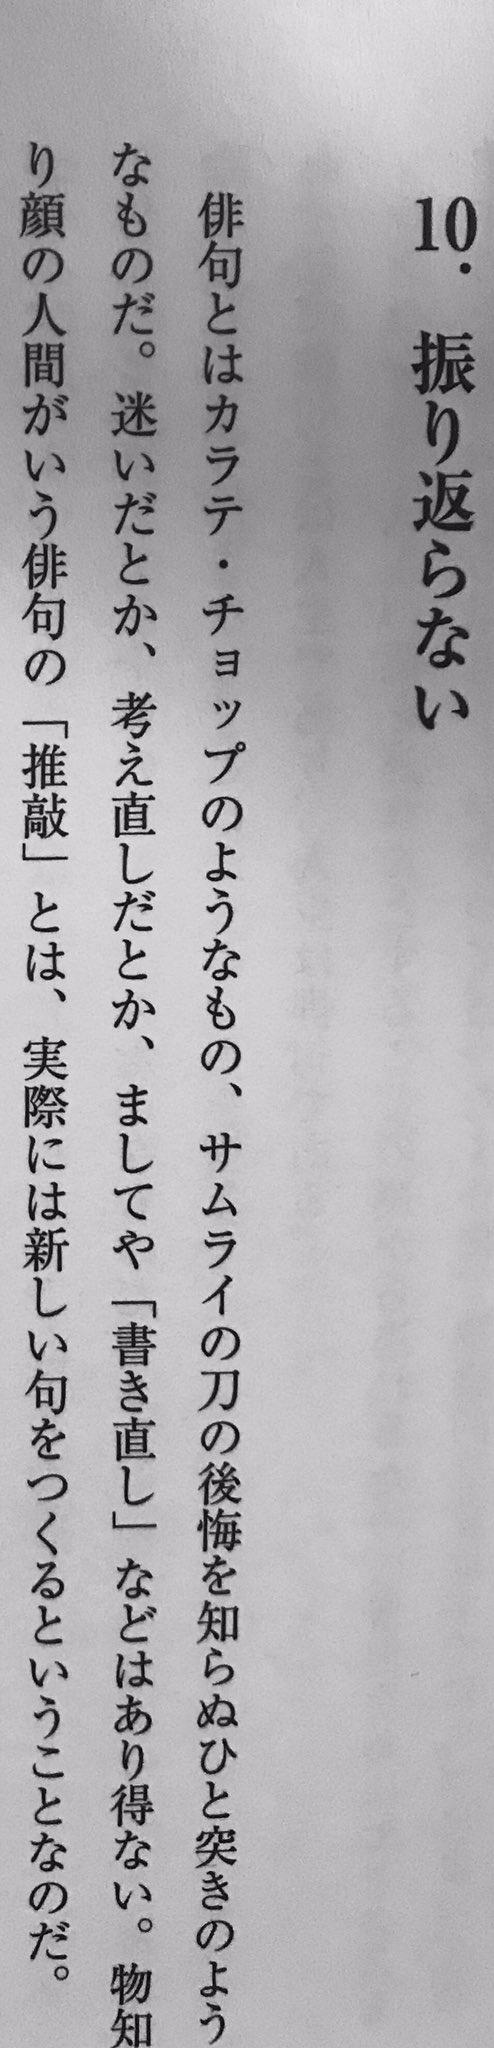 10. 振り返らない
俳句とはカラテ・チョップのようなもの、サムライの刀の後悔を知らぬひと突きのよう
なものだ。迷いだとか、考え直しだとか、ましてや「書き直し」などはあり得ない。物知
り顔の人間がいう俳句の「推敲」とは、実際には新しい句をつくるということなのだ。